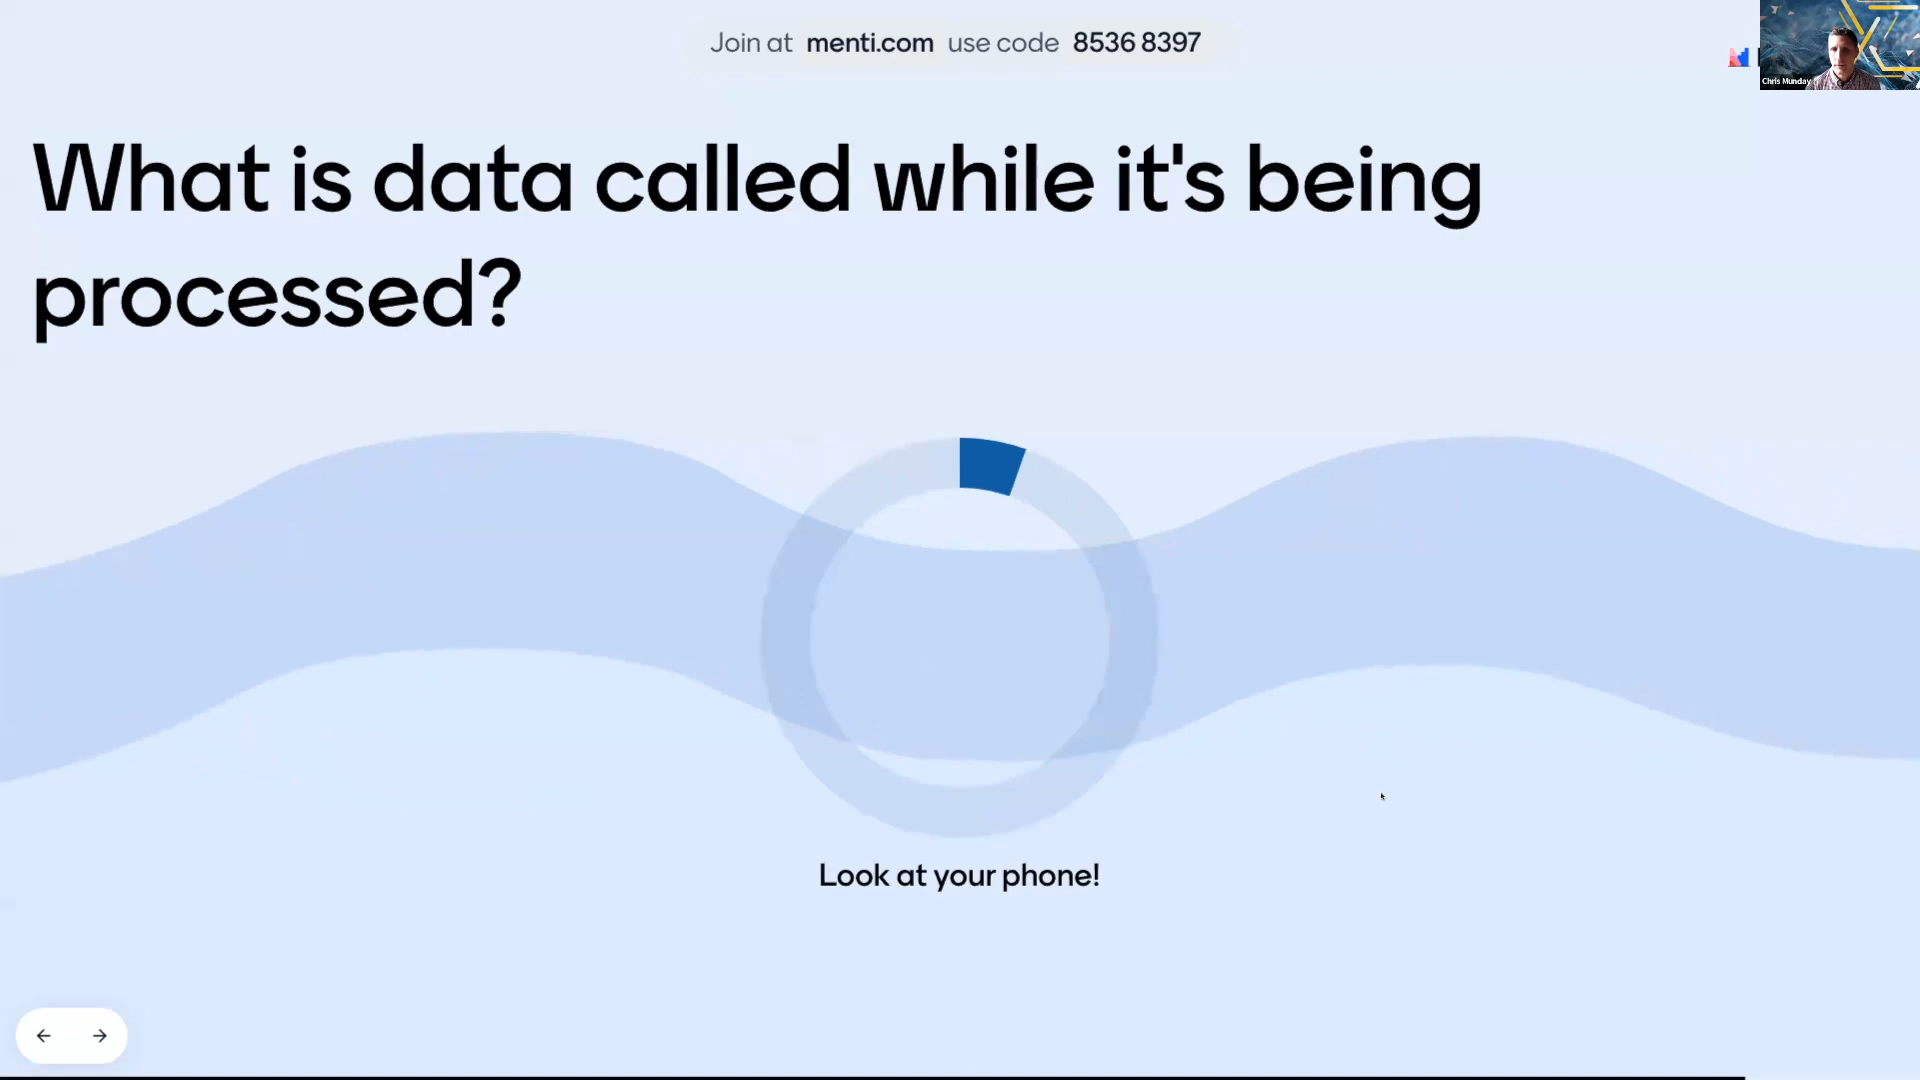 Join at menti.com use code 8536 8397
Chris Munday
What is data called while it's being
processed?
Look at your phone!